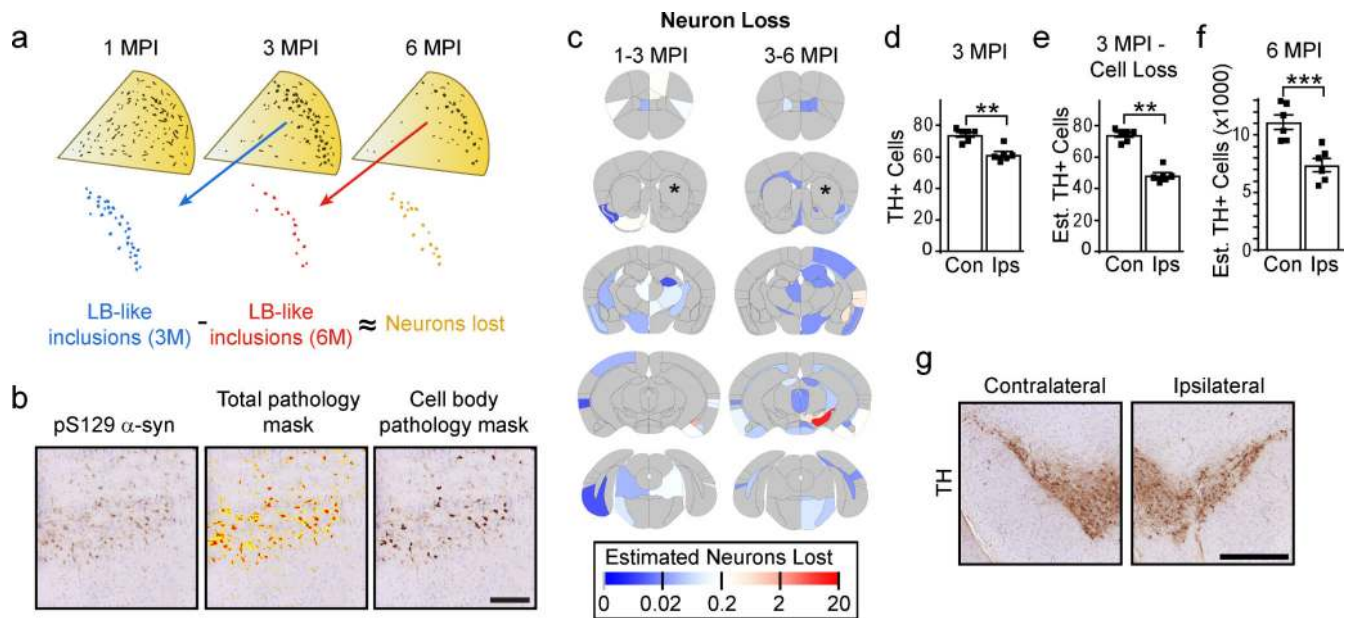 a
1 MPI
3 MPI
6 MPI
LB-like
inclusions (3M)
-
LB-like
inclusions (6M)
≈ Neurons lost
b
pS129 α-syn
Total pathology
mask
Cell body
pathology mask
Neuron Loss
c
1-3 MPI
3-6 MPI
*
*
Estimated Neurons Lost
0 0.02 0.2 2 20
d
3 MPI
**
TH+ Cells
80
60
40
20
0
Con Ips
e
3 MPI -
Cell Loss
**
Est. TH+ Cells
80
60
40
20
0
Con Ips
f
6 MPI
***
Est. TH+ Cells (x1000)
10
5
0
Con Ips
g
Contralateral
Ipsilateral
TH